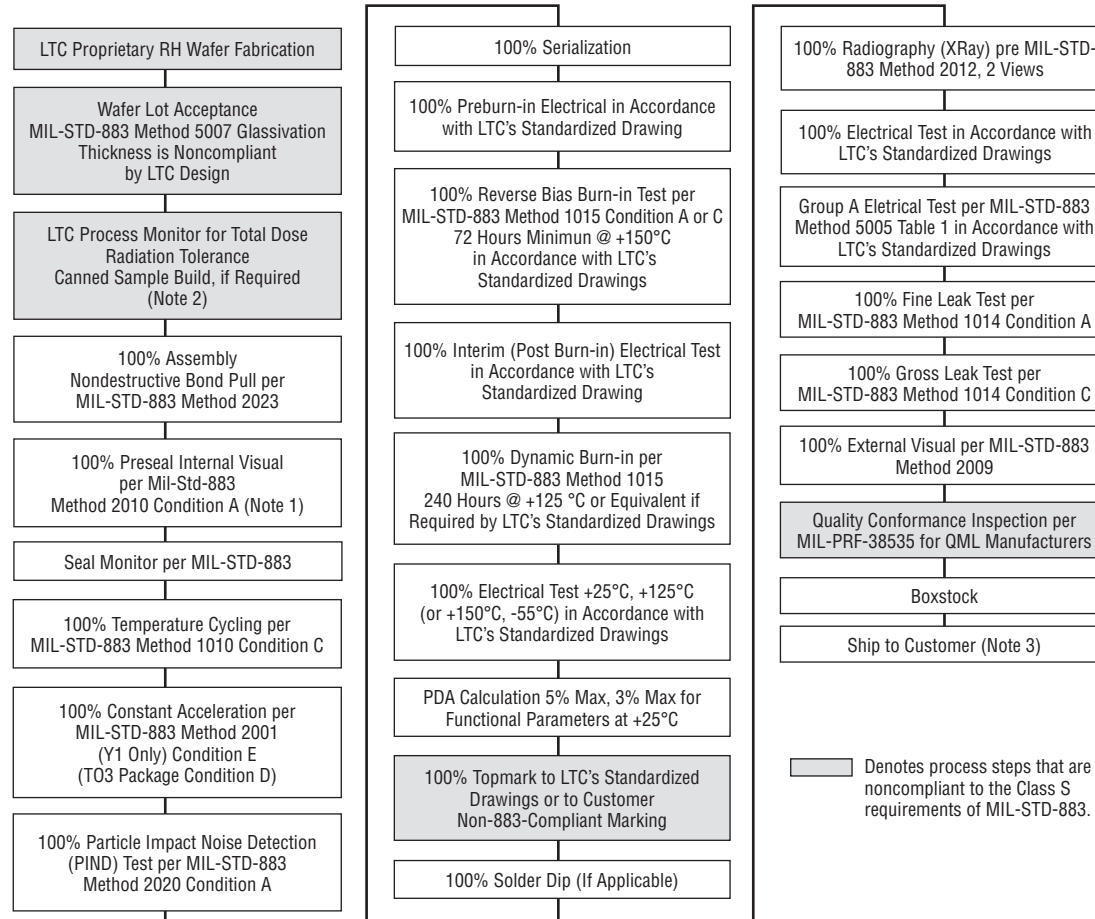 LTC Proprietary RH Wafer Fabrication
Wafer Lot Acceptance
MIL-STD-883 Method 5007 Glassivation
Thickness is Noncompliant
by LTC Design
LTC Process Monitor for Total Dose
Radiation Tolerance
Canned Sample Build, if Required
(Note 2)
100% Assembly
Nondestructive Bond Pull per
MIL-STD-883 Method 2023
100% Preseal Internal Visual
per Mil-Std-883
Method 2010 Condition A (Note 1)
Seal Monitor per MIL-STD-883
100% Temperature Cycling per
MIL-STD-883 Method 1010 Condition C
100% Constant Acceleration per
MIL-STD-883 Method 2001
(Y1 Only) Condition E
(TO3 Package Condition D)
100% Particle Impact Noise Detection
(PIND) Test per MIL-STD-883
Method 2020 Condition A
100% Serialization
100% Preburn-in Electrical in Accordance
with LTC's Standardized Drawing
100% Reverse Bias Burn-in Test per
MIL-STD-883 Method 1015 Condition A or C
72 Hours Minimun @ +150°C
in Accordance with LTC's
Standardized Drawings
100% Interim (Post Burn-in) Electrical Test
in Accordance with LTC's
Standardized Drawing
100% Dynamic Burn-in per
MIL-STD-883 Method 1015
240 Hours @ +125 °C or Equivalent if
Required by LTC's Standardized Drawings
100% Electrical Test +25°C, +125°C
(or +150°C, -55°C) in Accordance with
LTC's Standardized Drawings
PDA Calculation 5% Max, 3% Max for
Functional Parameters at +25°C
100% Topmark to LTC's Standardized
Drawings or to Customer
Non-883-Compliant Marking
100% Solder Dip (If Applicable)
100% Radiography (XRay) pre MIL-STD-
883 Method 2012, 2 Views
100% Electrical Test in Accordance with
LTC's Standardized Drawings
Group A Eletrical Test per MIL-STD-883
Method 5005 Table 1 in Accordance with
LTC's Standardized Drawings
100% Fine Leak Test per
MIL-STD-883 Method 1014 Condition A
100% Gross Leak Test per
MIL-STD-883 Method 1014 Condition C
100% External Visual per MIL-STD-883
Method 2009
Quality Conformance Inspection per
MIL-PRF-38535 for QML Manufacturers
Boxstock
Ship to Customer (Note 3)
Denotes process steps that are
noncompliant to the Class S
requirements of MIL-STD-883.